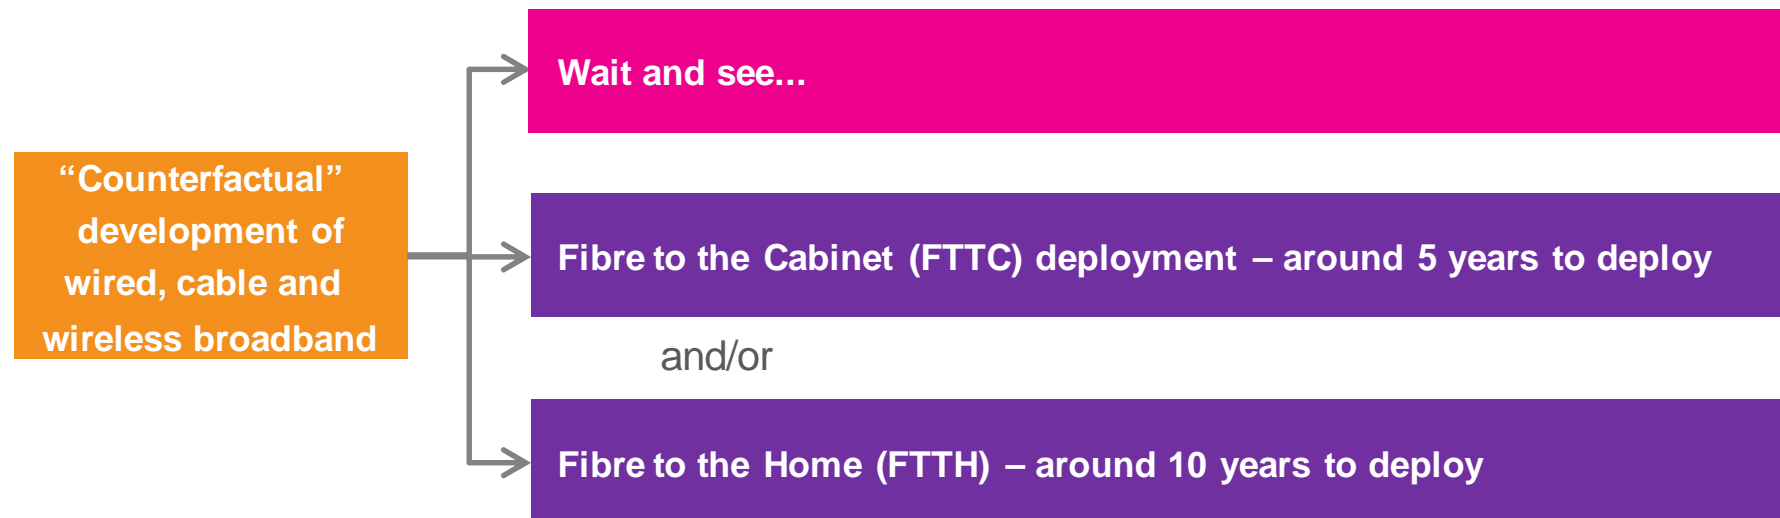 Wait and see...
“Counterfactual”
development of
wired, cable and
wireless broadband
Fibre to the Cabinet (FTTC) deployment – around 5 years to deploy
and/or
Fibre to the Home (FTTH) – around 10 years to deploy